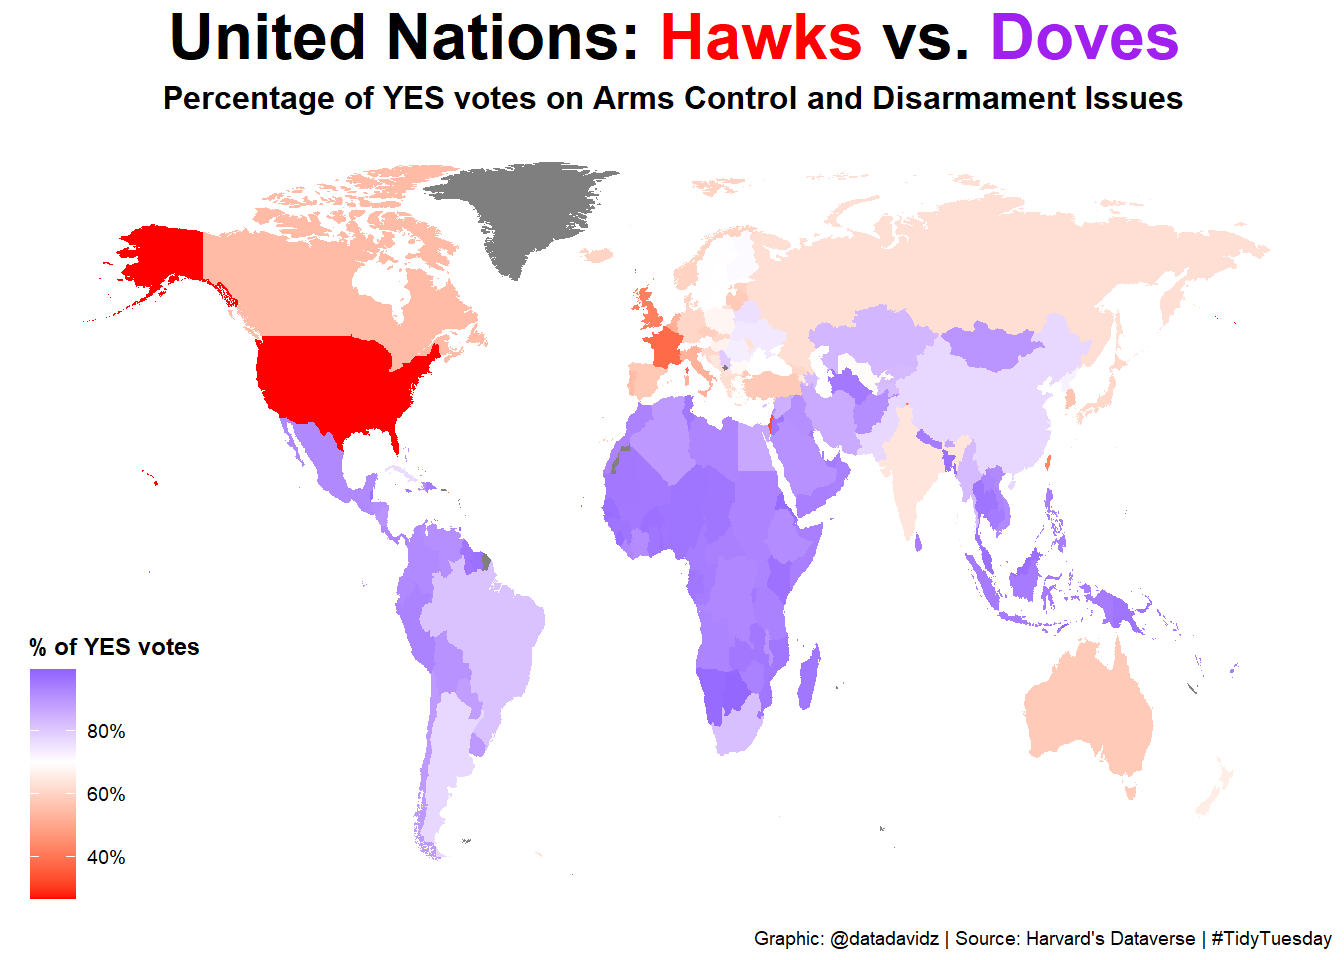 United Nations: Hawks vs. Doves
Percentage of YES votes on Arms Control and Disarmament Issues
% of YES votes
80%
60%
40%
Graphic: @datadavidz | Source: Harvard's Dataverse | #TidyTuesday